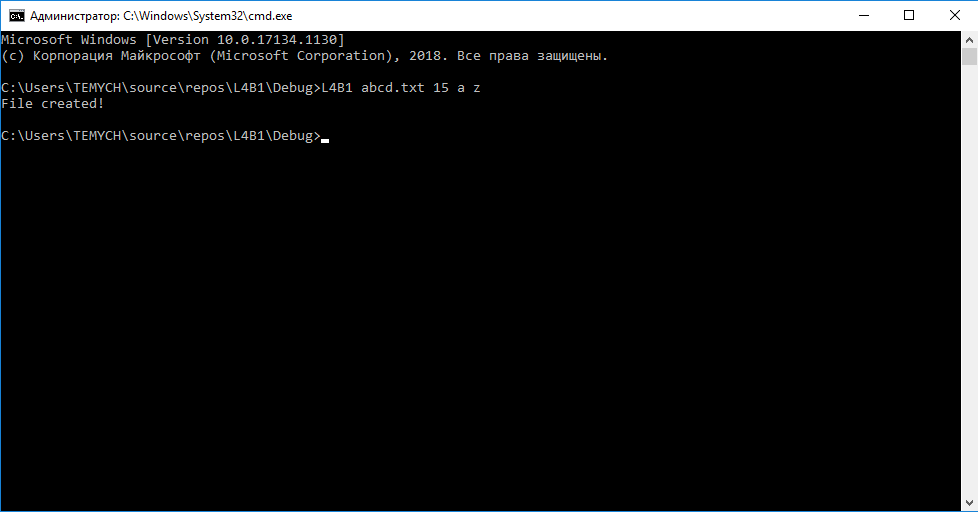 Администратор: C:\Windows\System32\cmd.exe
Microsoft Windows [Version 10.0.17134.1130]
(c) Корпорация Майкрософт (Microsoft Corporation), 2018. Все права защищены.
C:\Users\TEMYCH\source\repos\L4B1\Debug>L4B1 abcd.txt 15 a z
File created!
C:\Users\TEMYCH\source\repos\L4B1\Debug>